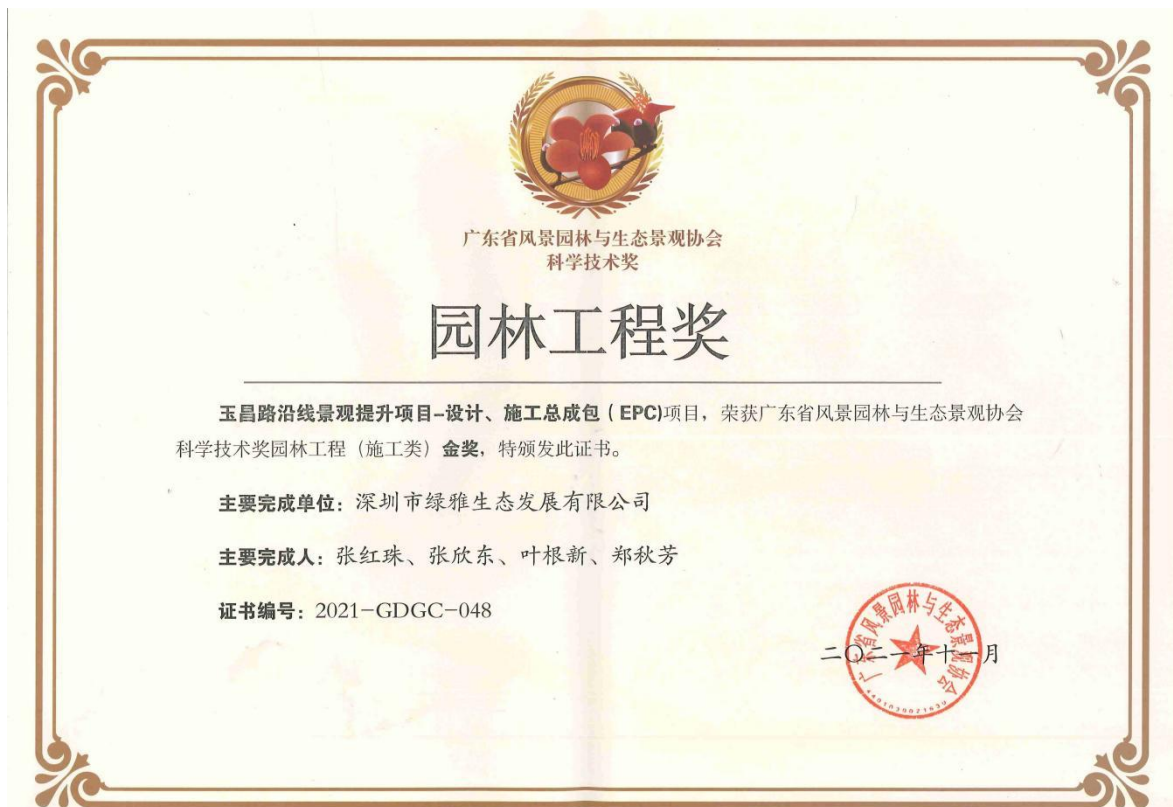 广东省风景园林与生态景观协会
科学技术奖
园林工程奖
玉昌路沿线景观提升项目-设计、施工总成包（EPC)项目，荣获广东省风景园林与生态景观协会
科学技术奖园林工程（施工类）金奖，特颁发此证书。
主要完成单位：深圳市绿雅生态发展有限公司
主要完成人：张红珠、张欣东、叶根新、郑秋芳
证书编号：2021-GDGC-048
广东省风景园林与生态景观协会
二〇二一年十一月